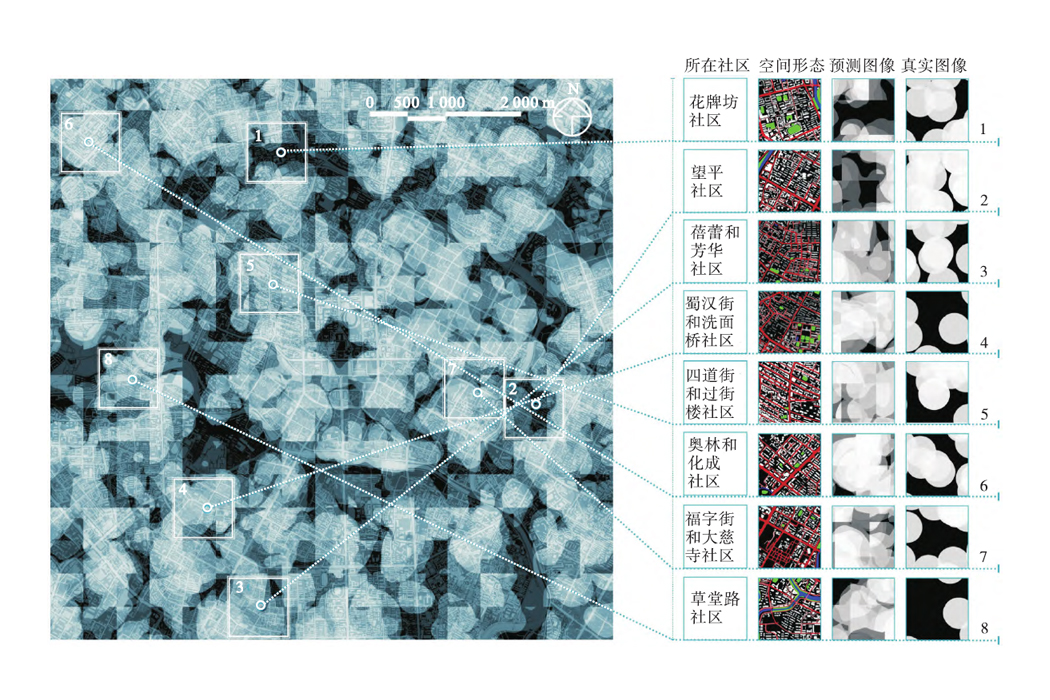 所在社区 空间形态 预测图像 真实图像
N
0 500 1 000 2 000 m
花牌坊
社区
1
望平
社区
2
蓓蕾和
芳华
社区
3
蜀汉街
和洗面
桥社区
4
四道街
和过街
楼社区
5
奥林和
化成
社区
6
福字街
和大慈
寺社区
7
草堂路
社区
8
6
1
5
8
7
2
4
3